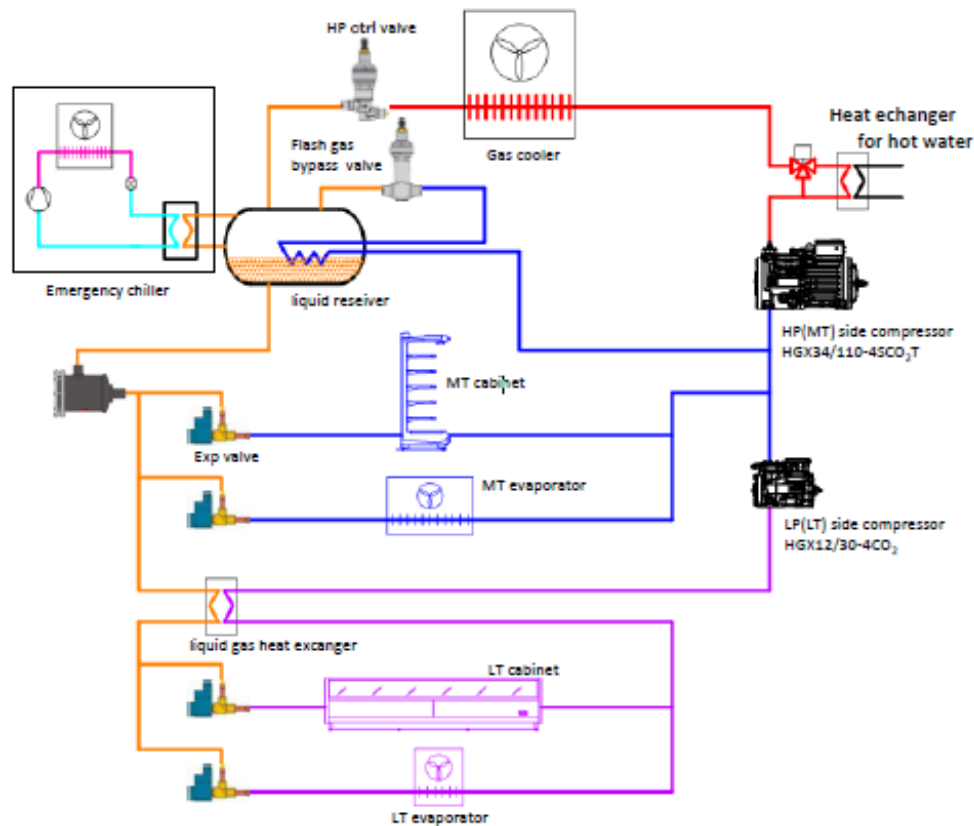 HP ctrl valve
Heat echanger
for hot water
Flash gas
bypass valve
Gas cooler
Emergency chiller
liquid reseiver
HP(MT) side compressor
HGX34/110-4SCO₂T
MT cabinet
Exp valve
MT evaporator
LP(LT) side compressor
HGX12/30-4CO₂
liquid gas heat excanger
LT cabinet
LT evaporator